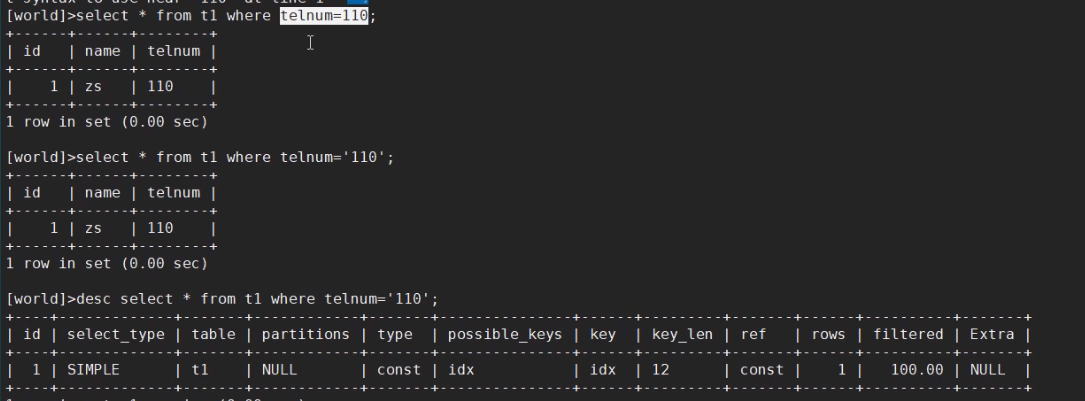 [world]>select * from t1 where telnum=110;
+------+------+--------+
| id   | name | telnum |
+------+------+--------+
|    1 | zs   | 110    |
+------+------+--------+
1 row in set (0.00 sec)
[world]>select * from t1 where telnum='110';
+------+------+--------+
| id   | name | telnum |
+------+------+--------+
|    1 | zs   | 110    |
+------+------+--------+
1 row in set (0.00 sec)
[world]>desc select * from t1 where telnum='110';
+----+-------------+-------+------------+-------+---------------+------+---------+-------+------+----------+-------+
| id | select_type | table | partitions | type  | possible_keys | key  | key_len | ref   | rows | filtered | Extra |
+----+-------------+-------+------------+-------+---------------+------+---------+-------+------+----------+-------+
|  1 | SIMPLE      | t1    | NULL       | const | idx           | idx  | 12      | const |    1 |   100.00 | NULL  |
+----+-------------+-------+------------+-------+---------------+------+---------+-------+------+----------+-------+